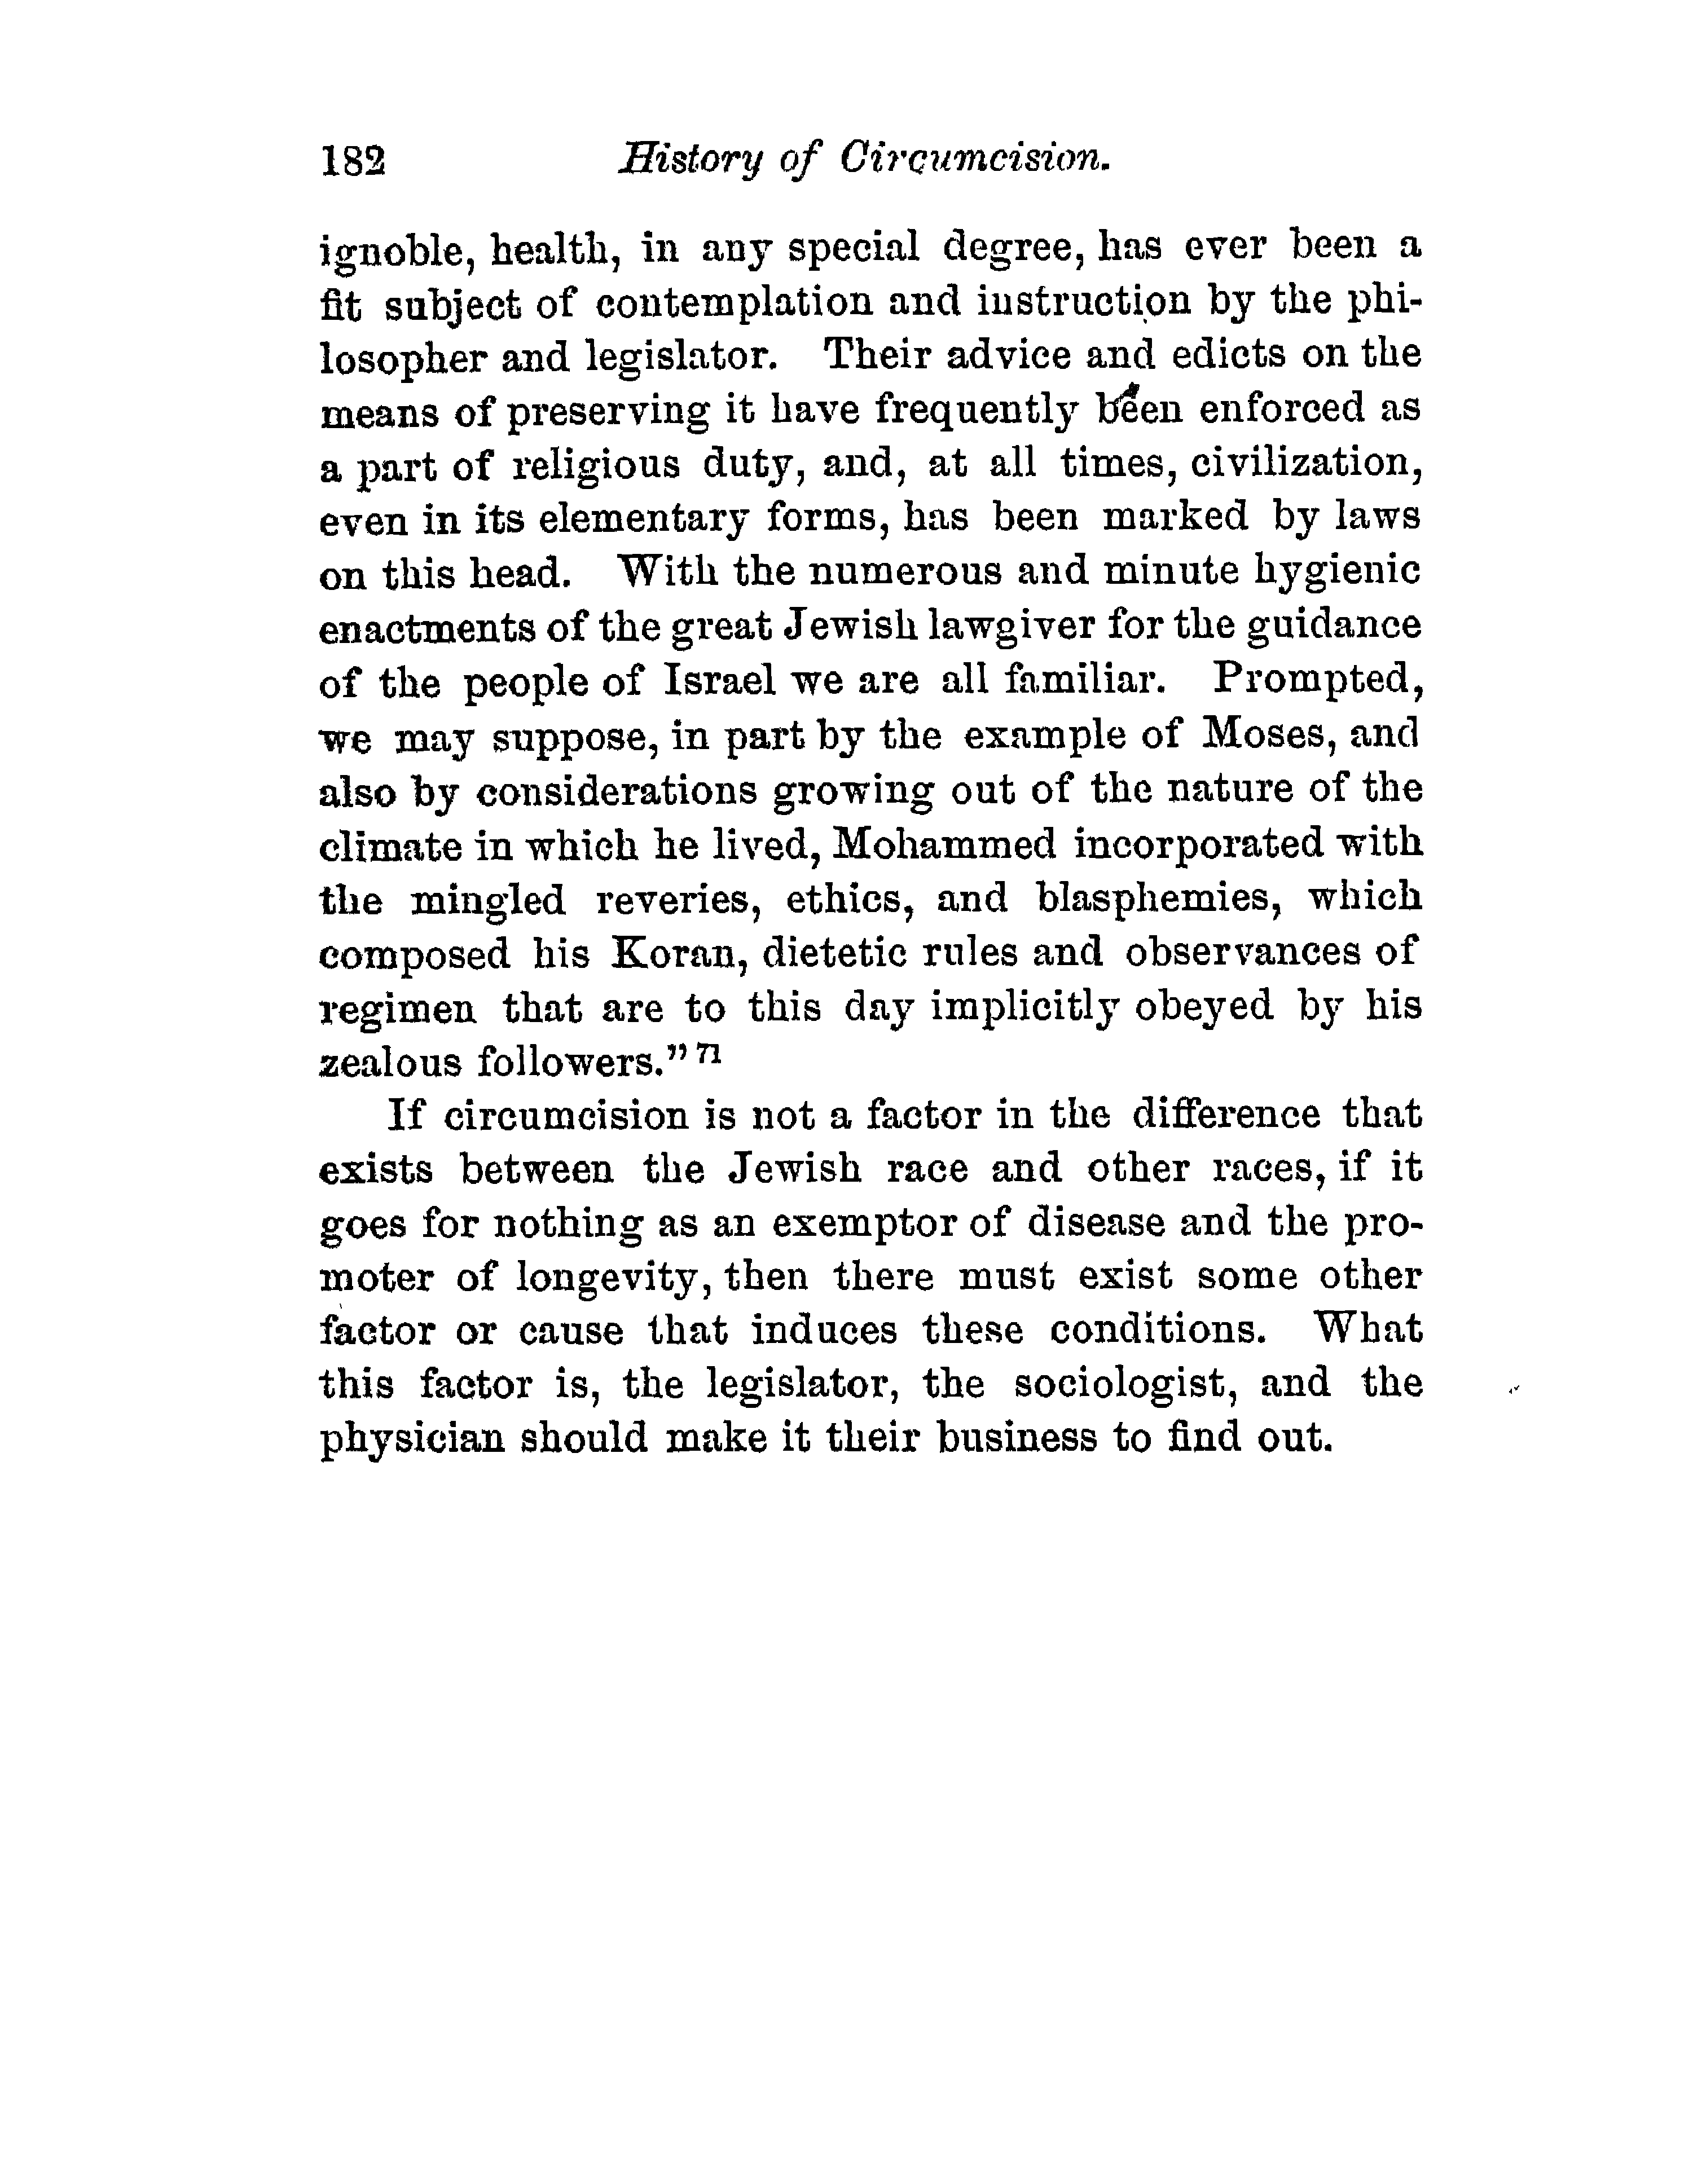 182 History of Circumcision.
ignoble, health, in any special degree, has ever been a
fit subject of contemplation and instruction by the phi-
losopher and legislator. Their advice and edicts on the
means of preserving it have frequently been enforced as
a part of religious duty, and, at all times, civilization,
even in its elementary forms, has been marked by laws
on this head. With the numerous and minute hygienic
enactments of the great Jewish lawgiver for the guidance
of the people of Israel we are all familiar. Prompted,
we may suppose, in part by the example of Moses, and
also by considerations growing out of the nature of the
climate in which he lived, Mohammed incorporated with
the mingled reveries, ethics, and blasphemies, which
composed his Koran, dietetic rules and observances of
regimen that are to this day implicitly obeyed by his
zealous followers.” 71
If circumcision is not a factor in the difference that
exists between the Jewish race and other races, if it
goes for nothing as an exemptor of disease and the pro-
moter of longevity, then there must exist some other
factor or cause that induces these conditions. What
this factor is, the legislator, the sociologist, and the
physician should make it their business to find out.